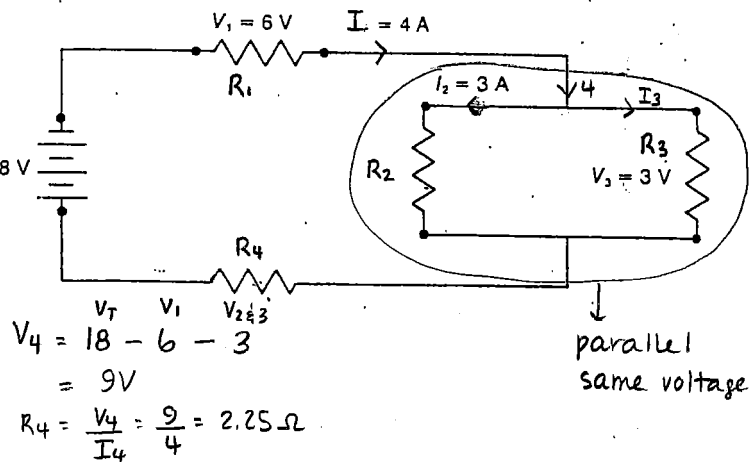 V₁ = 6 V
I = 4 A
R₁
I₂ = 3 A
4
I₃
8 V
R₂
R₃
V₃ = 3 V
R₄
V_T V₁ V₂&₃
V₄ = 18 - 6 - 3
= 9V
R₄ = V₄/I₄ = 9/4 = 2.25 Ω
parallel
same voltage